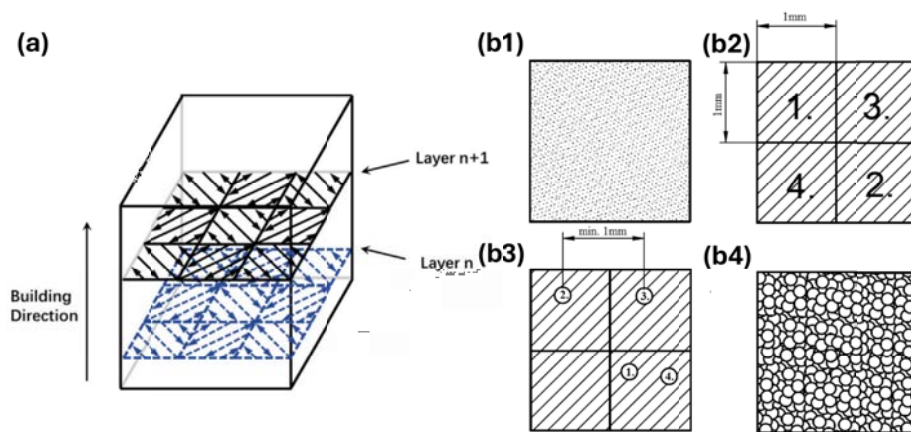 (a)
Layer n+1
Layer n
Building
Direction
(b1)
(b2)
1mm
1mm
1.
3.
4.
2.
(b3)
min. 1mm
2.
3.
1.
4.
(b4)